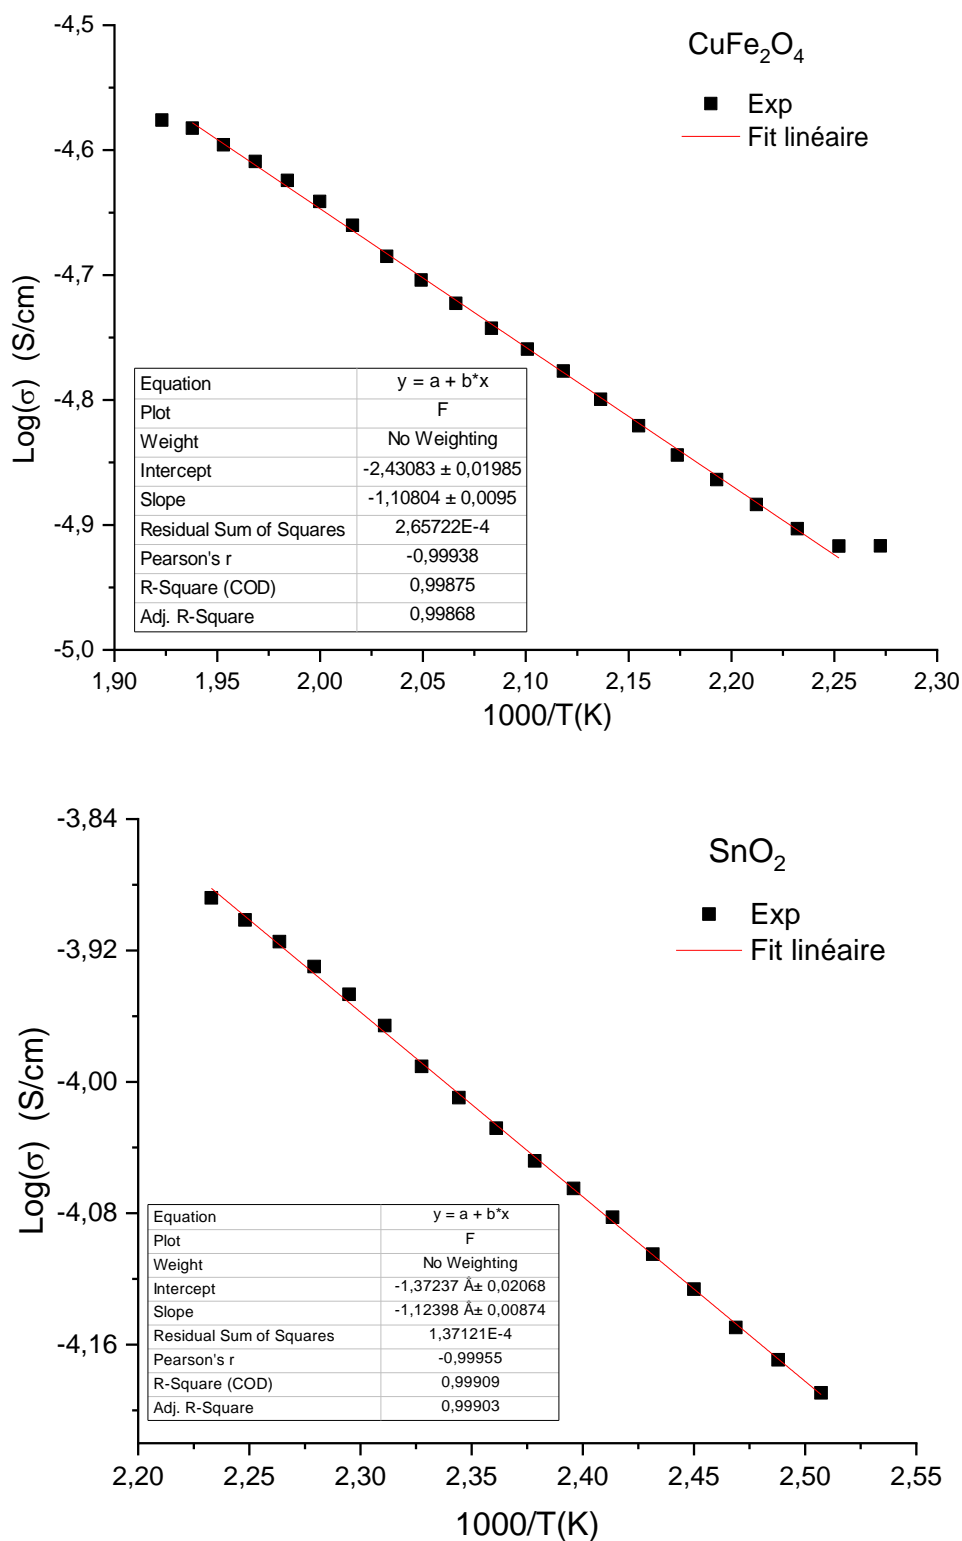 CuFe₂O₄
Exp
Fit linéaire
Log(σ) (S/cm)
-4,5
-4,6
-4,7
-4,8
-4,9
-5,0
Equation y = a + b*x
Plot F
Weight No Weighting
Intercept -2,43083 ± 0,01985
Slope -1,10804 ± 0,0095
Residual Sum of Squares 2,65722E-4
Pearson's r -0,99938
R-Square (COD) 0,99875
Adj. R-Square 0,99868
1,90 1,95 2,00 2,05 2,10 2,15 2,20 2,25 2,30
1000/T(K)
SnO₂
Exp
Fit linéaire
Log(σ) (S/cm)
-3,84
-3,92
-4,00
-4,08
-4,16
Equation y = a + b*x
Plot F
Weight No Weighting
Intercept -1,37237 Â± 0,02068
Slope -1,12398 Â± 0,00874
Residual Sum of Squares 1,37121E-4
Pearson's r -0,99955
R-Square (COD) 0,99909
Adj. R-Square 0,99903
2,20 2,25 2,30 2,35 2,40 2,45 2,50 2,55
1000/T(K)